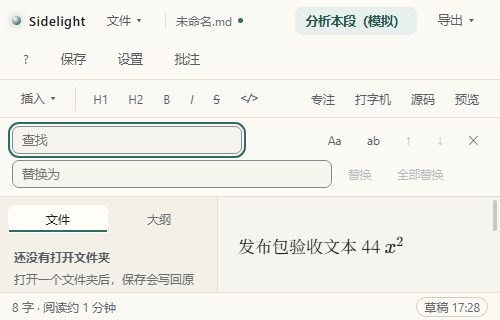 Sidelight 文件 未命名.md 分析本段（模拟） 导出
? 保存 设置 批注
插入 H1 H2 B I S </> 专注 打字机 源码 预览
查找 Aa ab ↑ ↓ ×
替换为 替换 全部替换
文件 大纲
还没有打开文件夹
打开一个文件夹后，保存会写回原
发布包验收文本 44 x²
8 字 · 阅读约 1 分钟 草稿 17:28